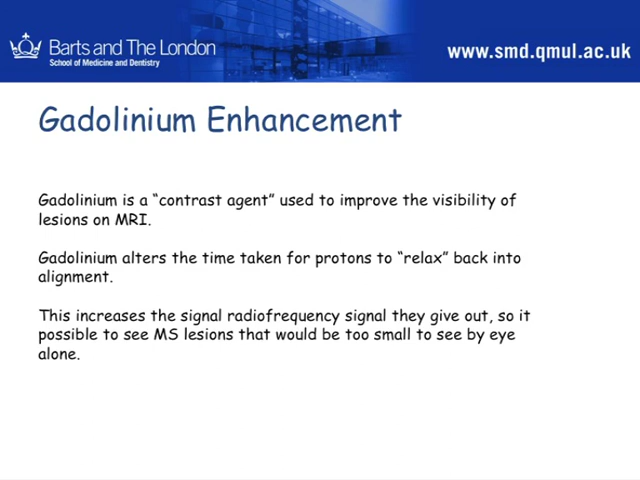 Barts and The London
School of Medicine and Dentistry
www.smd.qmul.ac.uk
Gadolinium Enhancement
Gadolinium is a “contrast agent” used to improve the visibility of
lesions on MRI.
Gadolinium alters the time taken for protons to “relax” back into
alignment.
This increases the signal radiofrequency signal they give out, so it
possible to see MS lesions that would be too small to see by eye
alone.